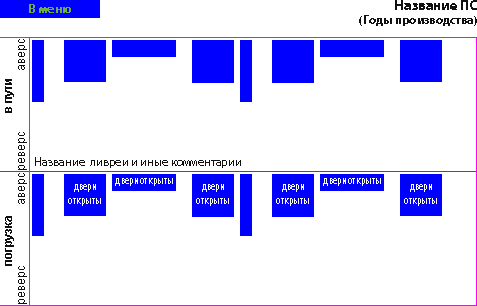 В меню
Название ПС
(Годы производства)
аверс
в пути
реверс
Название ливреи и иные комментарии
аверс
погрузка
реверс
двери открыты
двери открыты
двери открыты
двери открыты
двери открыты
двери открыты